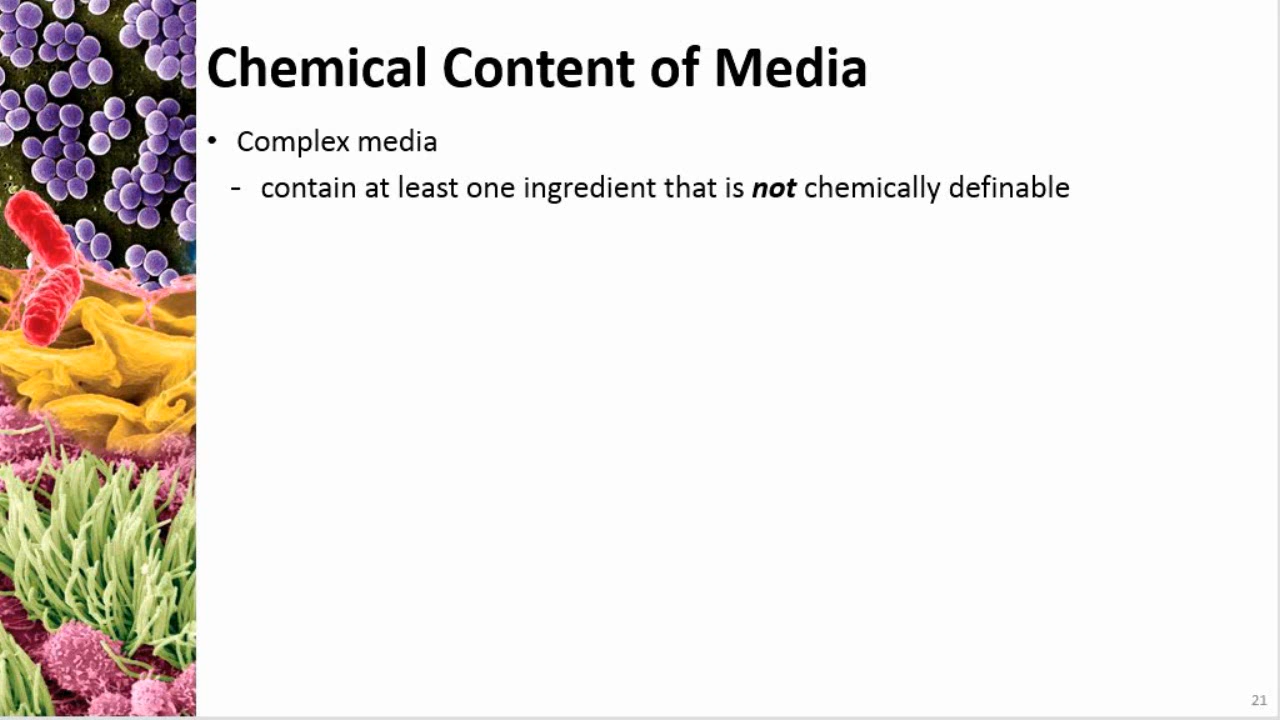 Chemical Content of Media
• Complex media
- contain at least one ingredient that is not chemically definable
21